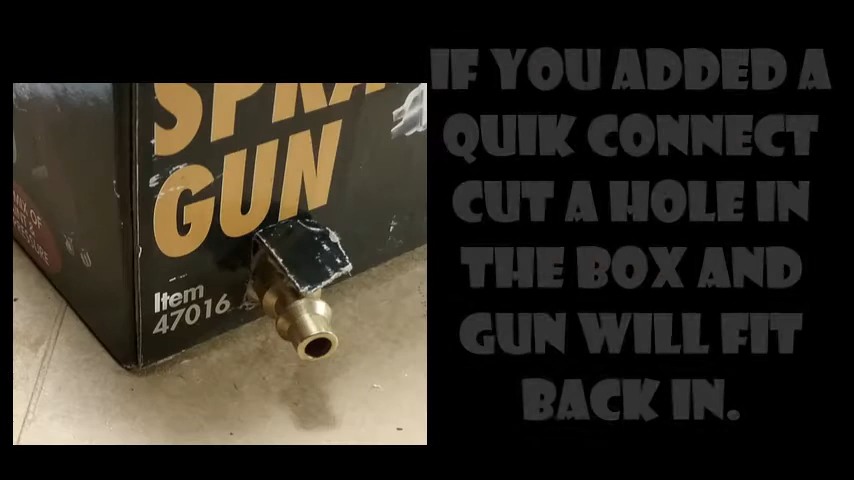 SPRA
GUN
Item
47016
IF YOU ADDED A
QUIK CONNECT
CUT A HOLE IN
THE BOX AND
GUN WILL FIT
BACK IN.